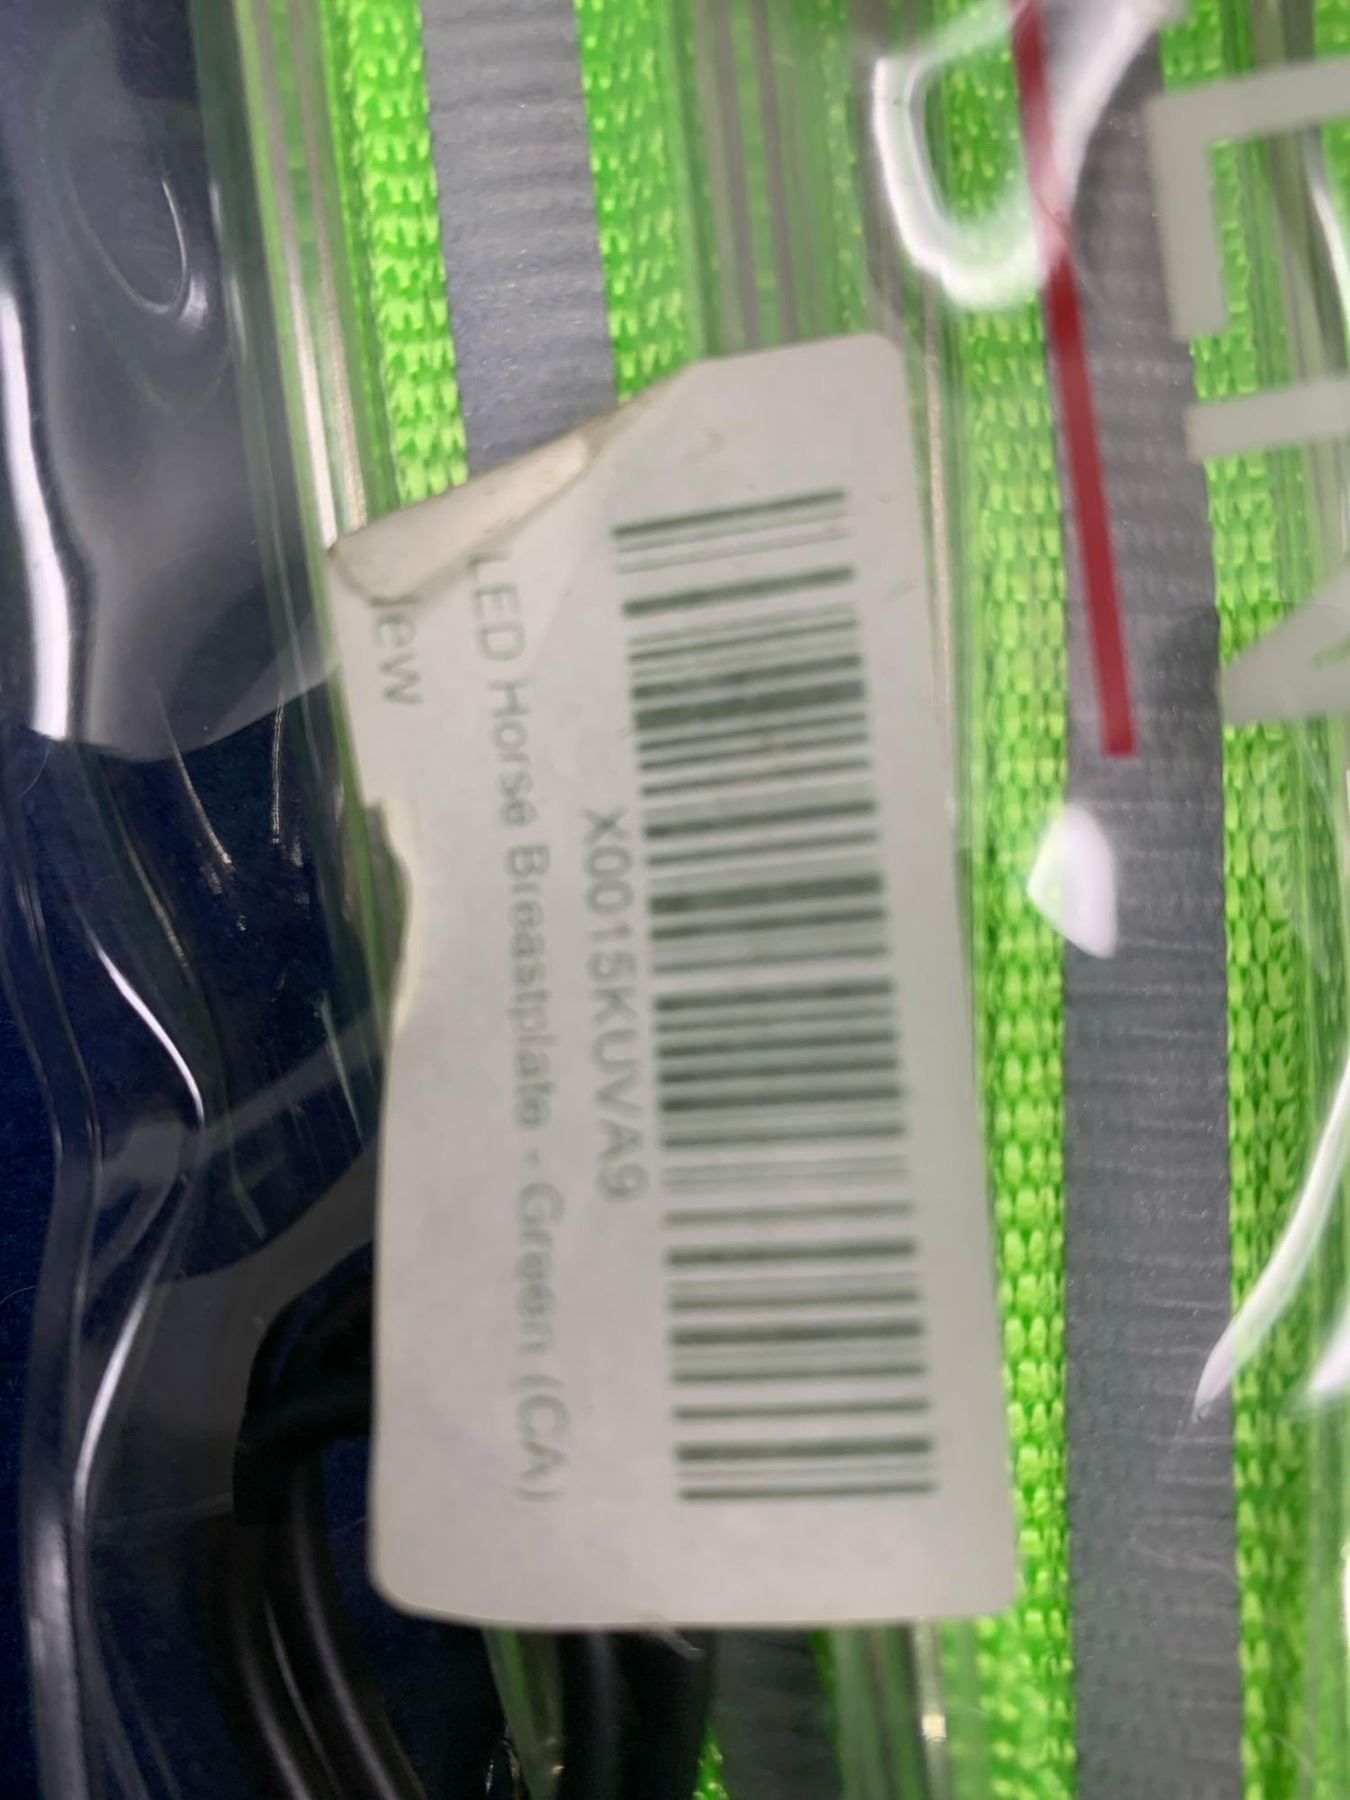 X0015KUVA9
LED Horse Breastplate - Green (CA)
ew